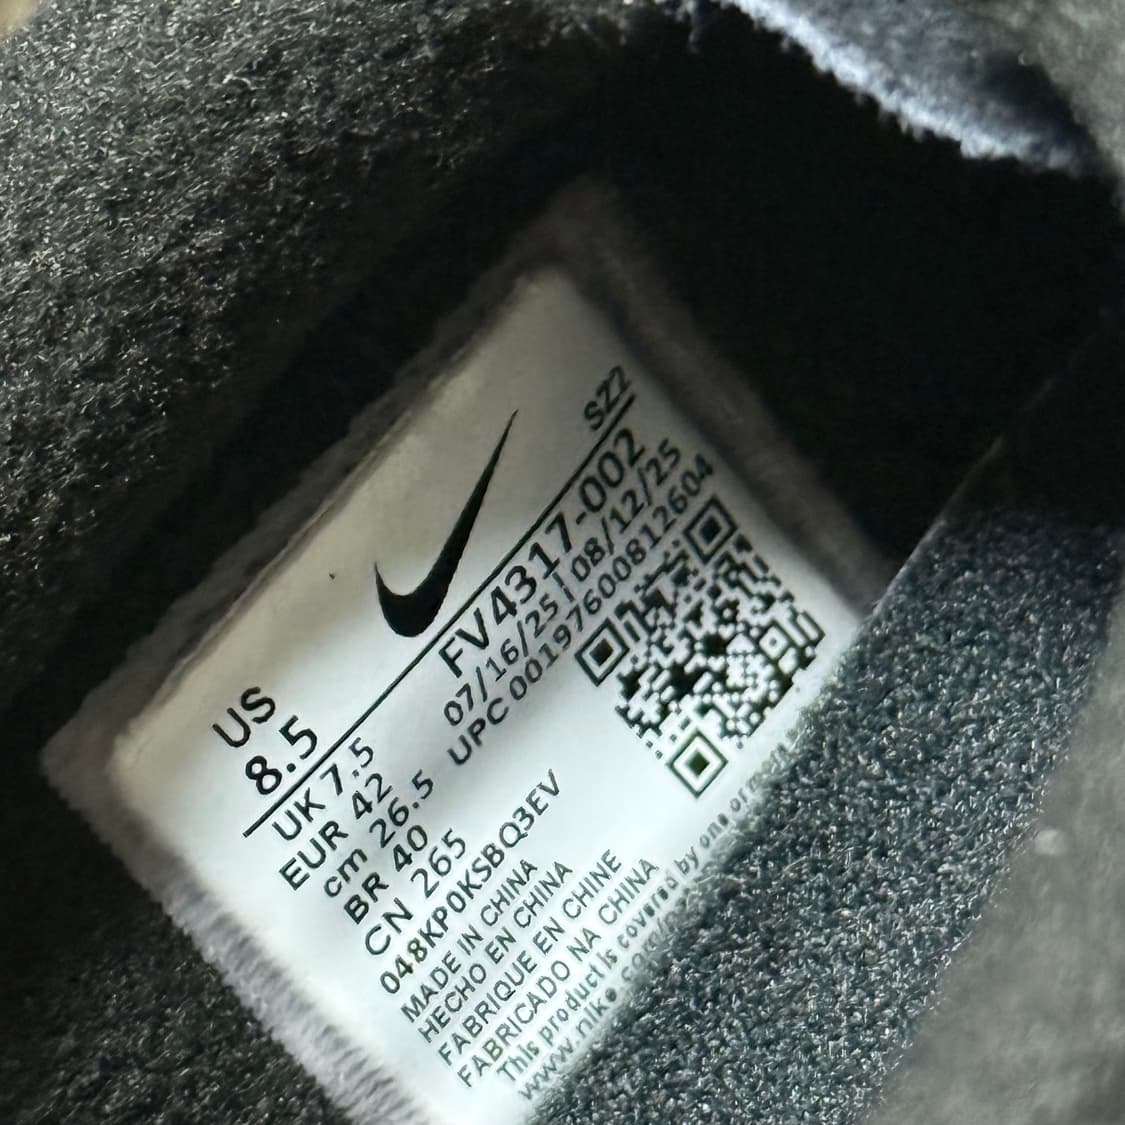 SZ2
US
8.5
FV4317-002
07/16/25 | 08/12/25
UPC 00197600812604
UK 7.5
EUR 42
cm 26.5
BR 40
CN 265
048KP0KSBQ3EV
MADE IN CHINA
HECHO EN CHINA
FABRIQUE EN CHINE
FABRICADO NA CHINA
This product is covered by one or
www.nike.com/